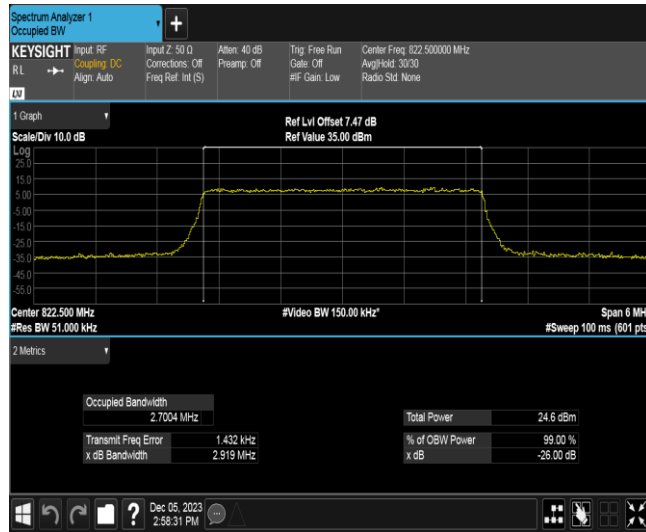 Spectrum Analyzer 1
Occupied BW
+
KEYSIGHT
RL
LXI
Input: RF
Coupling: DC
Align: Auto
Input Z: 50 Ω
Corrections: Off
Freq Ref: Int (S)
Atten: 40 dB
Preamp: Off
Trig: Free Run
Gate: Off
#IF Gain: Low
Center Freq: 822.500000 MHz
Avg|Hold: 30/30
Radio Std: None
1 Graph
Scale/Div 10.0 dB
Ref Lvl Offset 7.47 dB
Ref Value 35.00 dBm
Log
25.0
15.0
5.00
-5.00
-15.0
-25.0
-35.0
-45.0
-55.0
Center 822.500 MHz
#Video BW 150.00 kHz*
Span 6 MH
#Res BW 51.000 kHz
#Sweep 100 ms (601 pts
2 Metrics
Occupied Bandwidth
2.7004 MHz
Total Power 24.6 dBm
Transmit Freq Error 1.432 kHz
% of OBW Power 99.00 %
x dB Bandwidth 2.919 MHz
x dB -26.00 dB
?
Dec 05, 2023
2:58:31 PM